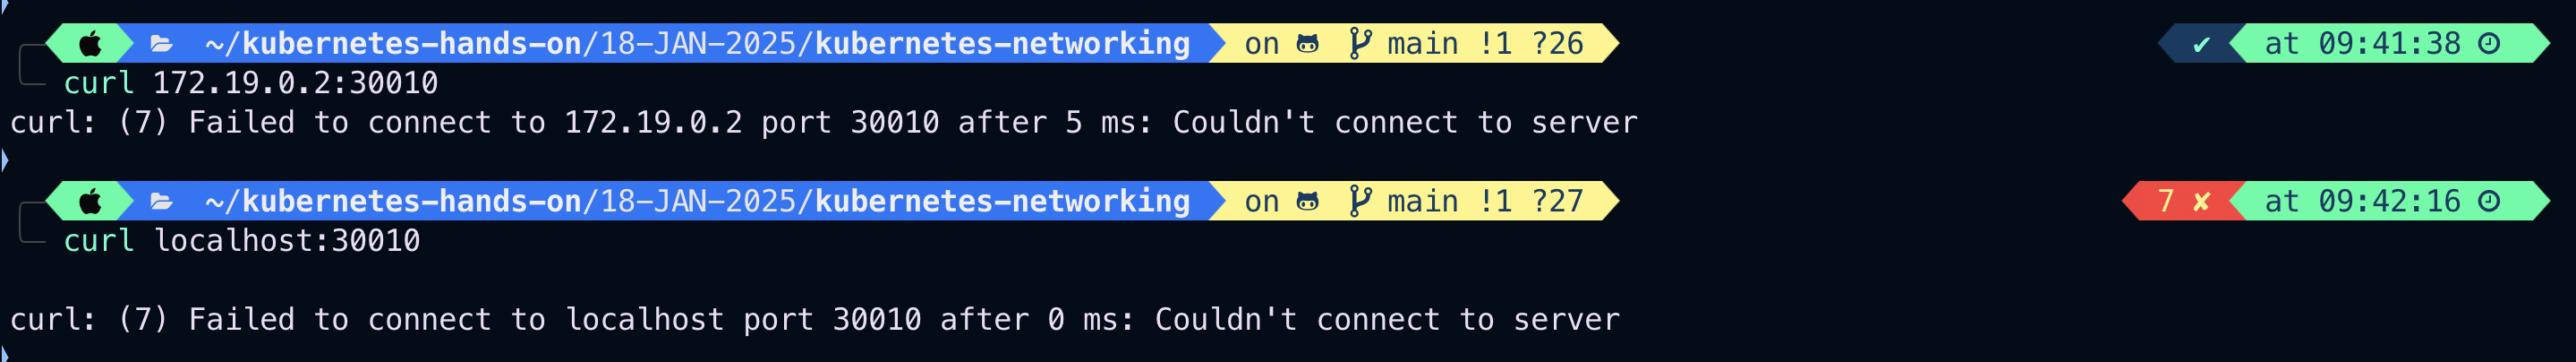 ~/kubernetes-hands-on/18-JAN-2025/kubernetes-networking on main !1 ?26 ✔ at 09:41:38
curl 172.19.0.2:30010
curl: (7) Failed to connect to 172.19.0.2 port 30010 after 5 ms: Couldn't connect to server
~/kubernetes-hands-on/18-JAN-2025/kubernetes-networking on main !1 ?27 7 ✘ at 09:42:16
curl localhost:30010
curl: (7) Failed to connect to localhost port 30010 after 0 ms: Couldn't connect to server